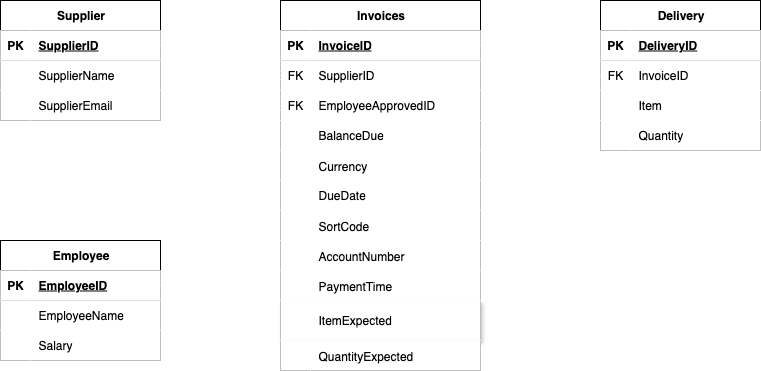 Supplier
PK SupplierID
SupplierName
SupplierEmail
Employee
PK EmployeeID
EmployeeName
Salary
Invoices
PK InvoiceID
FK SupplierID
FK EmployeeApprovedID
BalanceDue
Currency
DueDate
SortCode
AccountNumber
PaymentTime
ItemExpected
QuantityExpected
Delivery
PK DeliveryID
FK InvoiceID
Item
Quantity